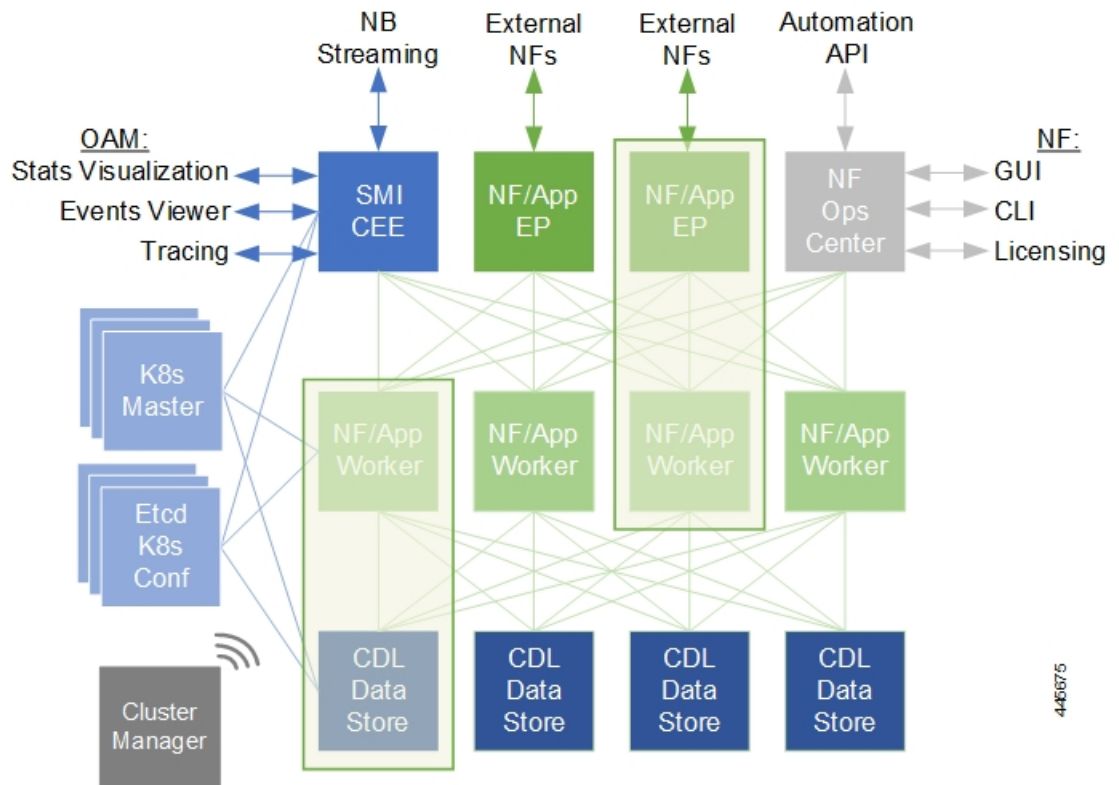 NB
Streaming
External
NFs
External
NFs
Automation
API
OAM:
Stats Visualization
Events Viewer
Tracing
SMI
CEE
NF/App
EP
NF/App
EP
NF
Ops
Center
NF:
GUI
CLI
Licensing
K8s
Master
NF/App
Worker
NF/App
Worker
NF/App
Worker
NF/App
Worker
Etcd
K8s
Conf
Cluster
Manager
CDL
Data
Store
CDL
Data
Store
CDL
Data
Store
CDL
Data
Store
445675